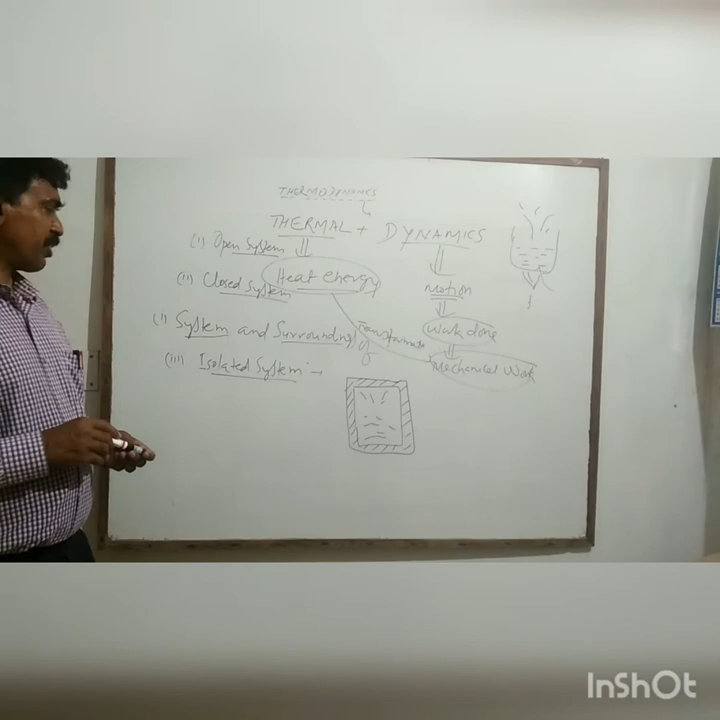 THERMODYNAMICS
THERMAL + DYNAMICS
(i) Open System
Heat energy
(ii) Closed System
Motion
(i) System and Surrounding
Work done
(iii) Isolated System :→
Mechanical Work
InShOt